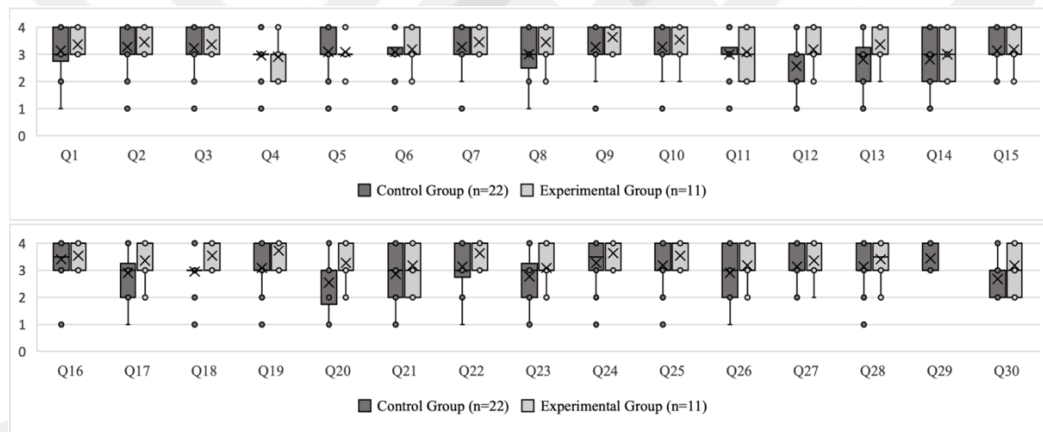 4
3
2
1
0
Q1 Q2 Q3 Q4 Q5 Q6 Q7 Q8 Q9 Q10 Q11 Q12 Q13 Q14 Q15
Control Group (n=22) Experimental Group (n=11)
4
3
2
1
0
Q16 Q17 Q18 Q19 Q20 Q21 Q22 Q23 Q24 Q25 Q26 Q27 Q28 Q29 Q30
Control Group (n=22) Experimental Group (n=11)